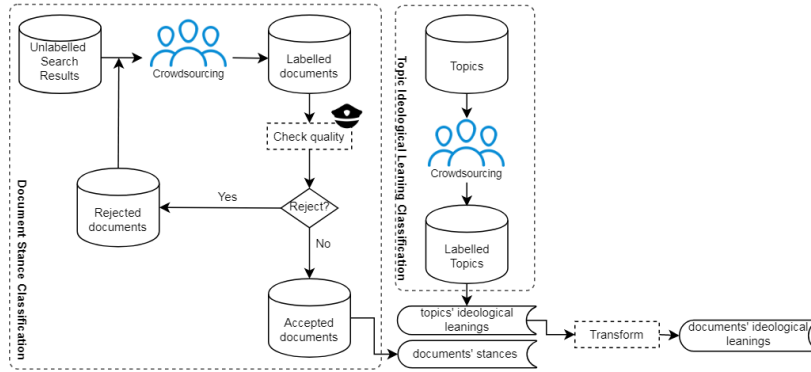 Unlabelled
Search
Results
Crowdsourcing
Labelled
documents
Check quality
Reject?
Yes
Rejected
documents
No
Accepted
documents
Document Stance Classification
Topics
Crowdsourcing
Labelled
Topics
Topic Ideological Leaning Classification
topics' ideological
leanings
documents' stances
Transform
documents' ideological
leanings